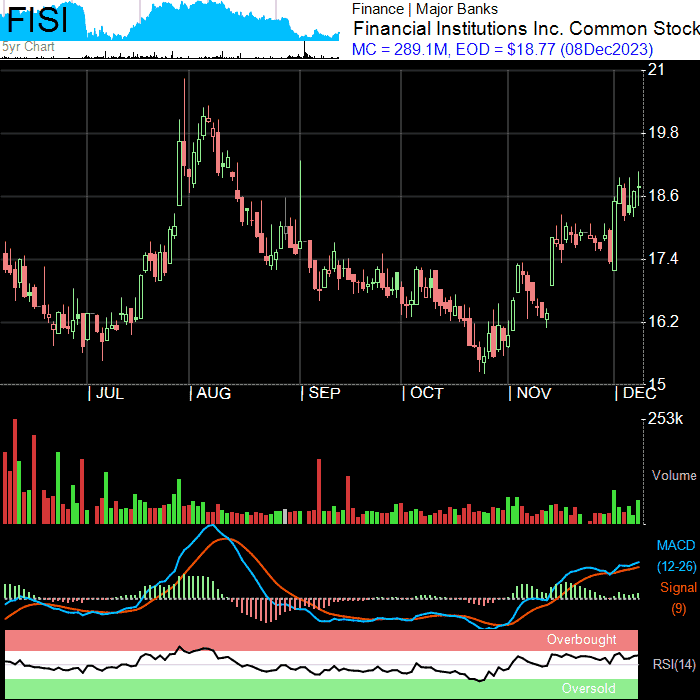 FISI
5yr Chart
Finance | Major Banks
Financial Institutions Inc. Common Stock
MC = 289.1M, EOD = $18.77 (08Dec2023)
21
19.8
18.6
17.4
16.2
15
| JUL | AUG | SEP | OCT | NOV | DEC
253k
Volume
MACD
(12-26)
Signal
(9)
Overbought
RSI(14)
Oversold